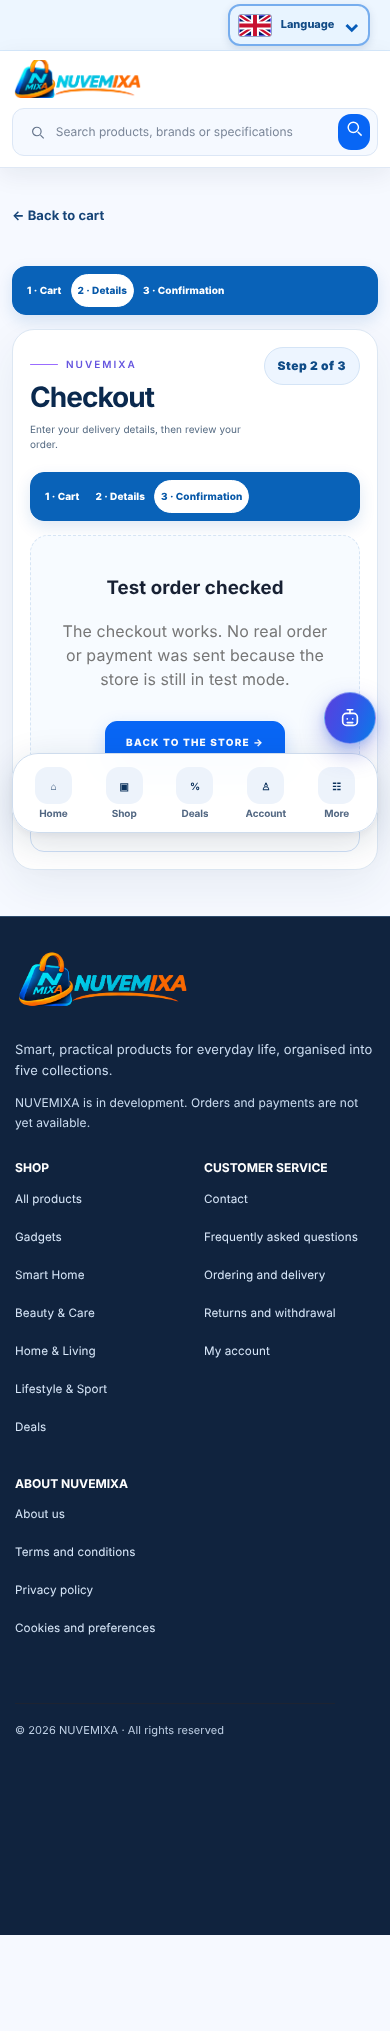 Language
NUVEMIXA
Search products, brands or specifications
← Back to cart
1 · Cart 2 · Details 3 · Confirmation
NUVEMIXA
Step 2 of 3
Checkout
Enter your delivery details, then review your
order.
1 · Cart 2 · Details 3 · Confirmation
Test order checked
The checkout works. No real order
or payment was sent because the
store is still in test mode.
BACK TO THE STORE →
Home Shop Deals Account More
NUVEMIXA
Smart, practical products for everyday life, organised into
five collections.
NUVEMIXA is in development. Orders and payments are not
yet available.
SHOP
All products
Gadgets
Smart Home
Beauty & Care
Home & Living
Lifestyle & Sport
Deals
CUSTOMER SERVICE
Contact
Frequently asked questions
Ordering and delivery
Returns and withdrawal
My account
ABOUT NUVEMIXA
About us
Terms and conditions
Privacy policy
Cookies and preferences
© 2026 NUVEMIXA · All rights reserved